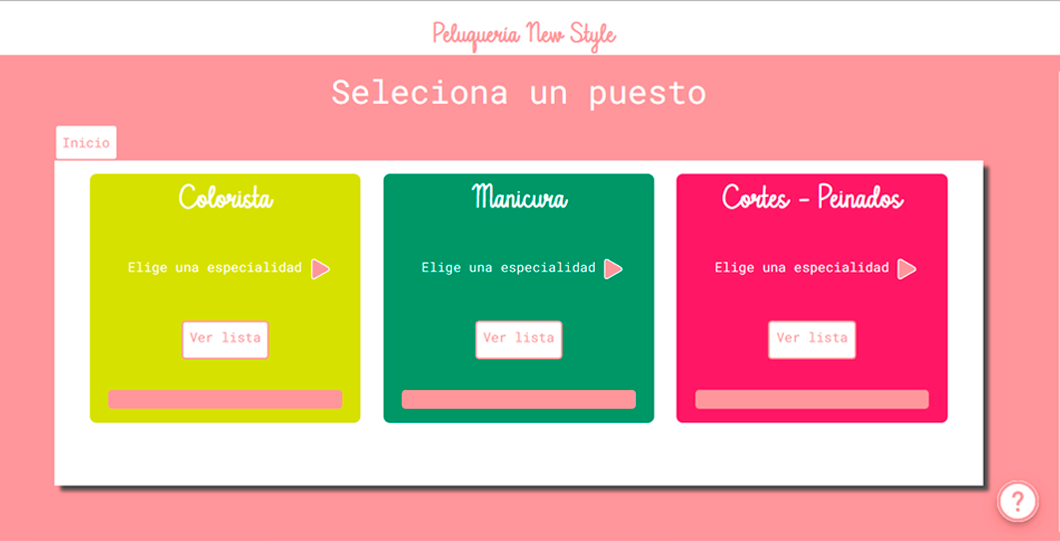 Peluquería New Style
Seleciona un puesto
Inicio
Colorista
Elige una especialidad
Ver lista
Manicura
Elige una especialidad
Ver lista
Cortes - Peinados
Elige una especialidad
Ver lista
?